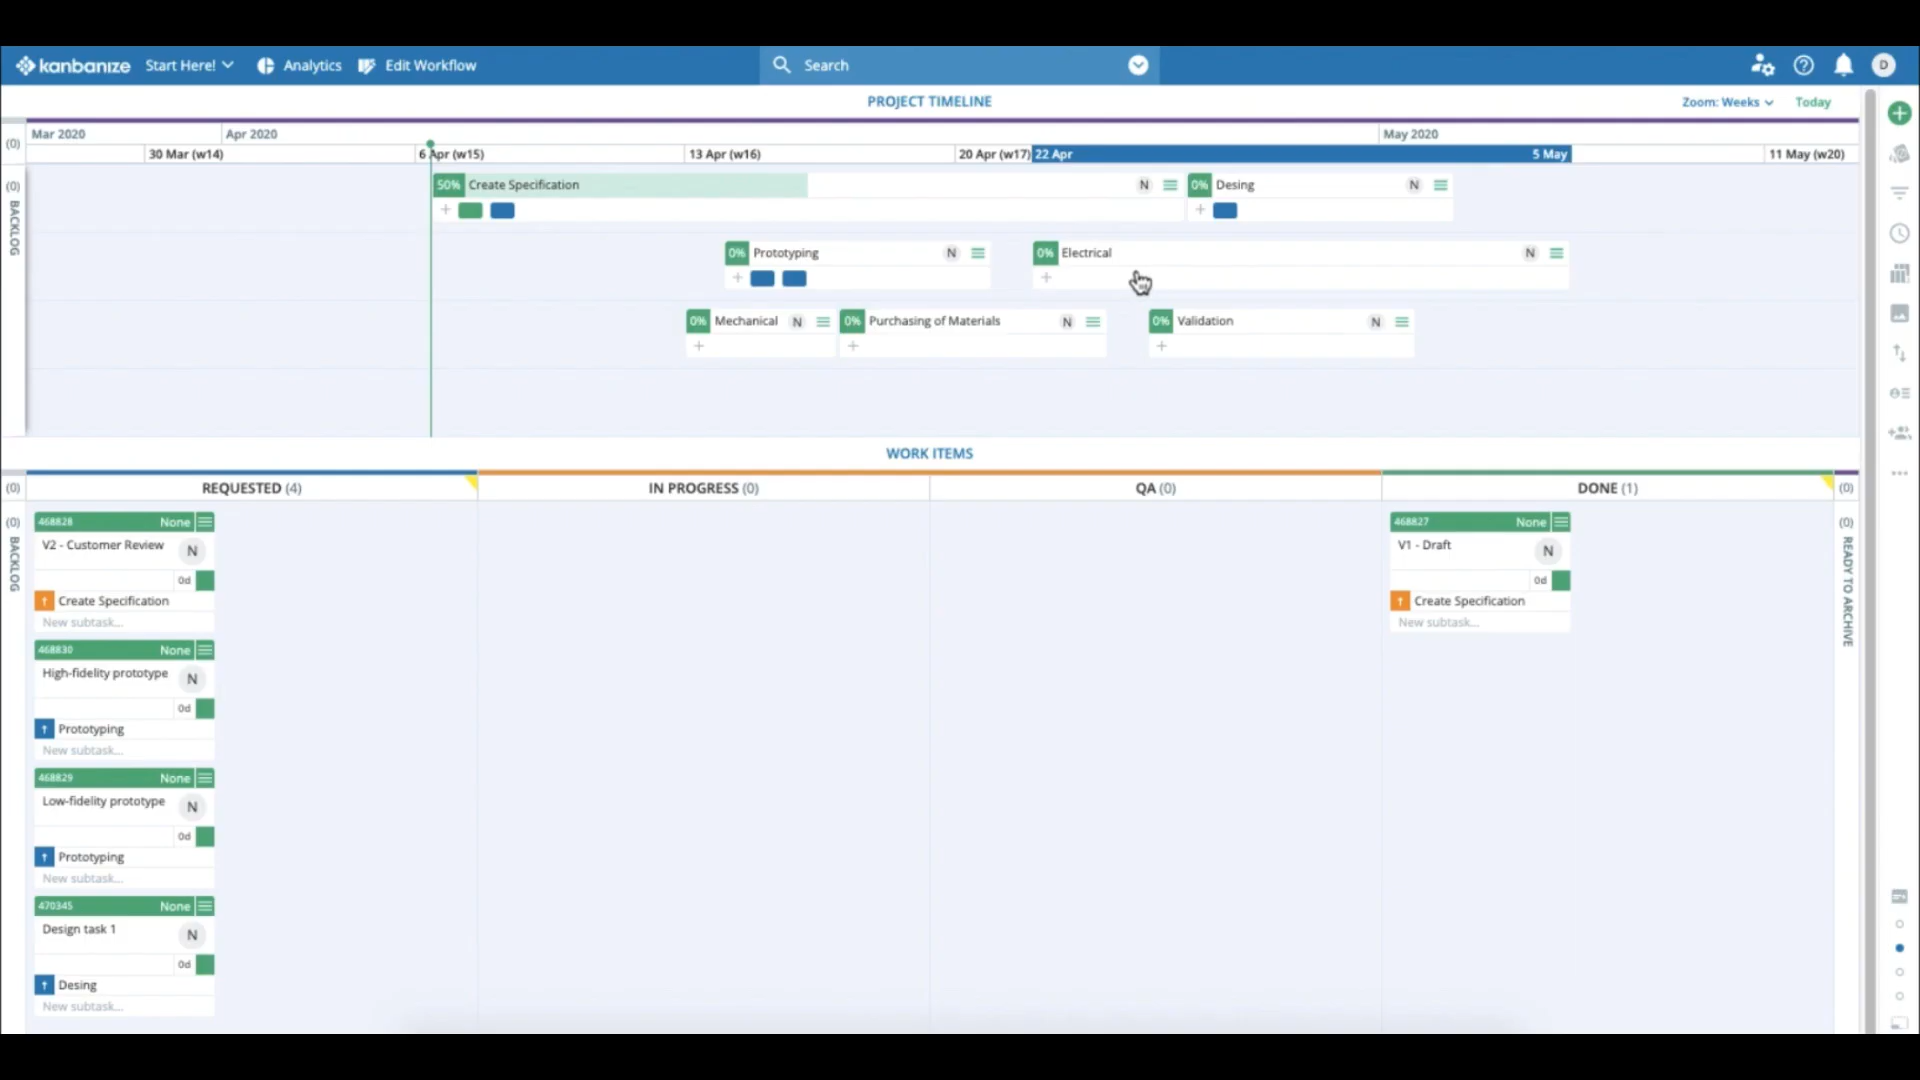 kanbanize Start Here! Analytics Edit Workflow Search D
PROJECT TIMELINE
Zoom: Weeks Today
(0) Mar 2020 Apr 2020 May 2020
30 Mar (w14) 6 Apr (w15) 13 Apr (w16) 20 Apr (w17) 22 Apr 5 May 11 May (w20)
(0) BACKLOG
50% Create Specification N 0% Desing N
+ +
0% Prototyping N 0% Electrical N
+ +
0% Mechanical N 0% Purchasing of Materials N 0% Validation N
+ + +
WORK ITEMS
(0) REQUESTED (4) IN PROGRESS (0) QA (0) DONE (1) (0)
(0) BACKLOG
468828 None
V2 - Customer Review N
0d
Create Specification
New subtask...
468830 None
High-fidelity prototype N
0d
Prototyping
New subtask...
468829 None
Low-fidelity prototype N
0d
Prototyping
New subtask...
470345 None
Design task 1 N
0d
Desing
New subtask...
468827 None
V1 - Draft N
0d
Create Specification
New subtask...
(0) READY TO ARCHIVE